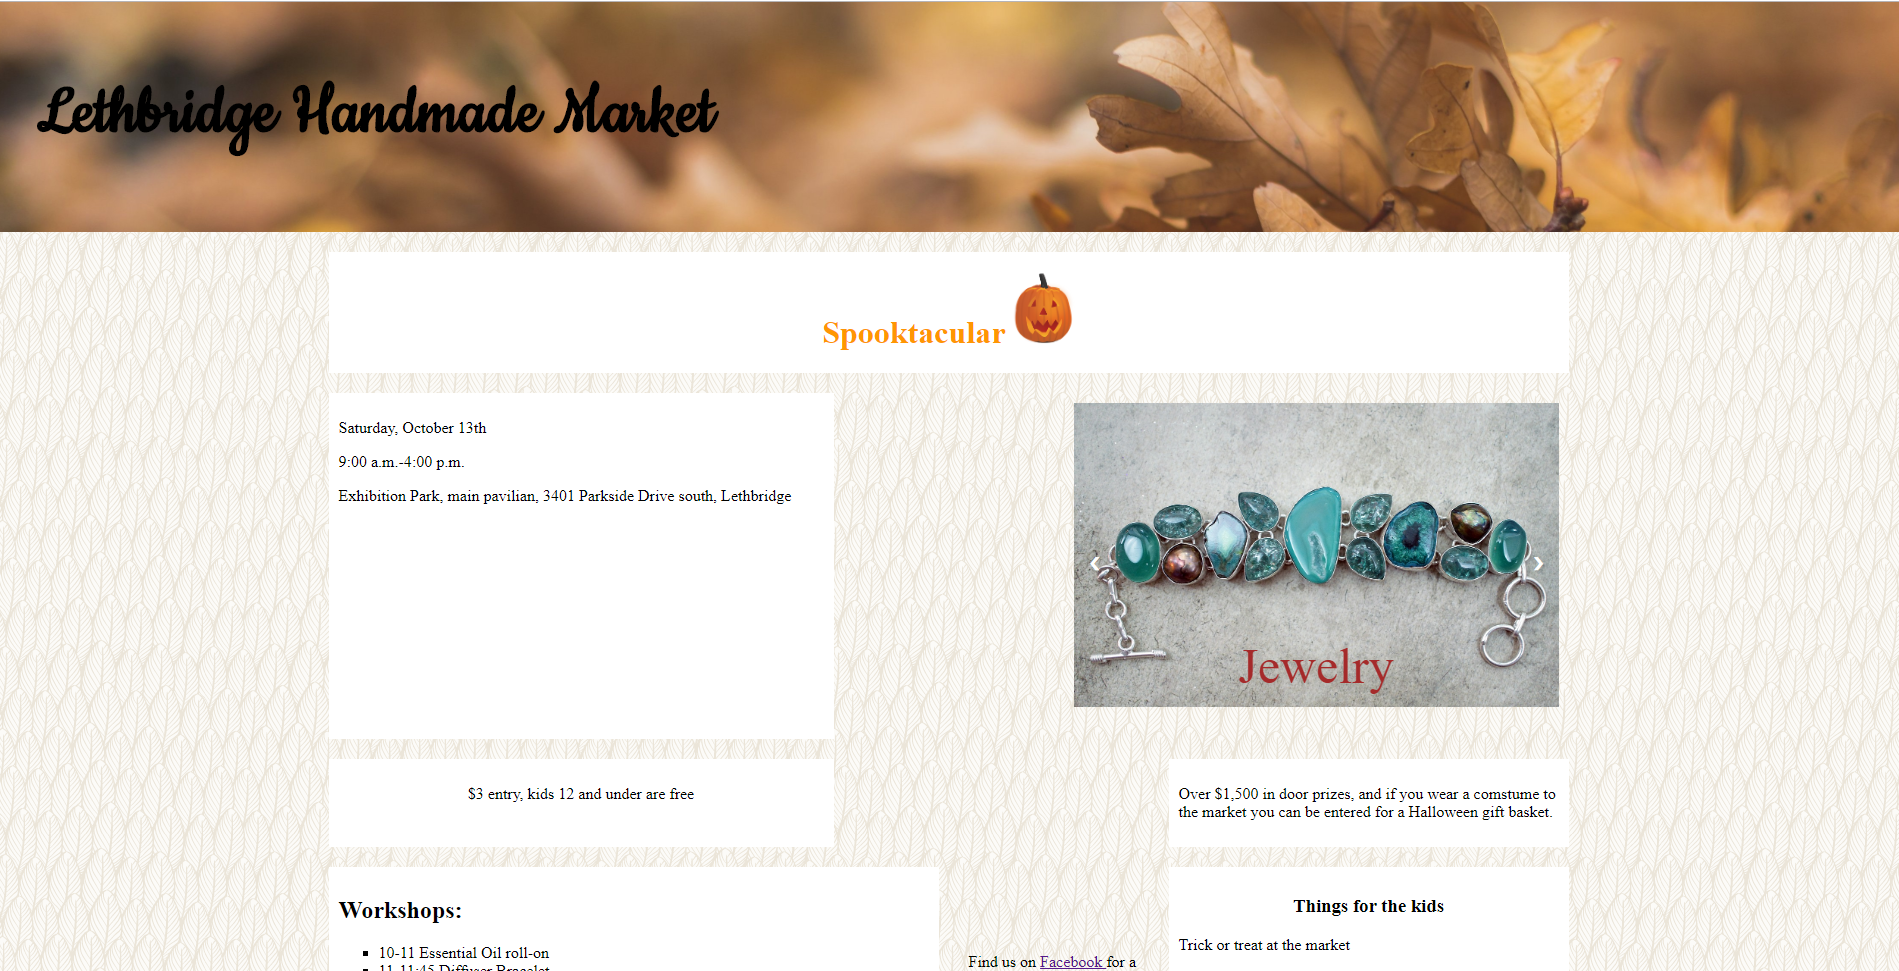 Lethbridge Handmade Market
Spooktacular
Saturday, October 13th
9:00 a.m.-4:00 p.m.
Exhibition Park, main pavilian, 3401 Parkside Drive south, Lethbridge
Jewelry
$3 entry, kids 12 and under are free
Over $1,500 in door prizes, and if you wear a comstume to
the market you can be entered for a Halloween gift basket.
Workshops:
10-11 Essential Oil roll-on
11-11:45 Diffuser Bracelet
Find us on Facebook for a
Things for the kids
Trick or treat at the market